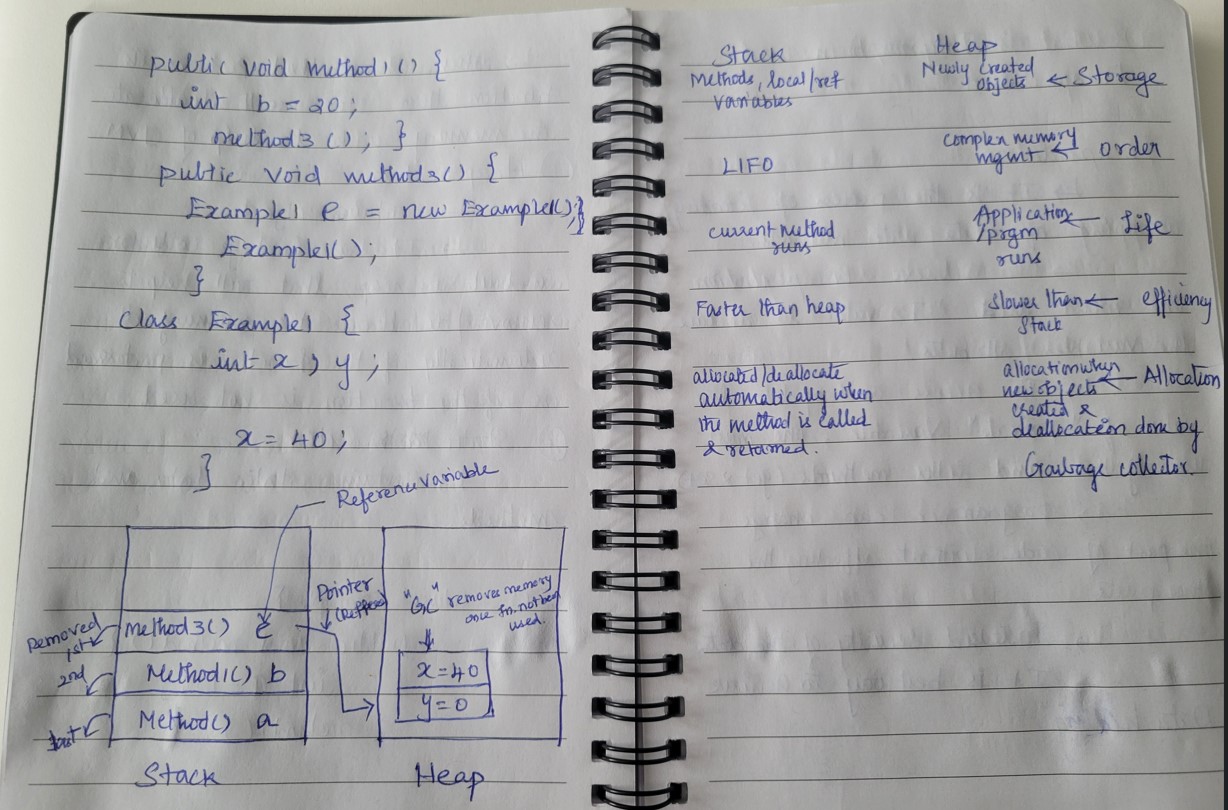 public void method1() {
int b = 20;
method3(); }
public void method3() {
Example1 e = new Example1();}
Example1();
}
Class Example1 {
int x, y;
x = 40;
}
Reference variable
Pointer
"GC" removes memory
once fn. not been
used.
Removed
1st
method3() e
2nd
Method1() b
x=40
last
Method() a
y=0
Stack Heap
Stack Heap
Methods, local/ref
variables
Newly Created
Objects ← Storage
LIFO
complex memory
mgmt ← order
current method
runs
Application ← Life
/prgm
runs
Faster than heap
Slower than ← efficiency
Stack
allocated/deallocate
automatically when
the method is called
& retarned.
allocation when
new objects ← Allocation
created &
deallocation done by
Garbage collector.